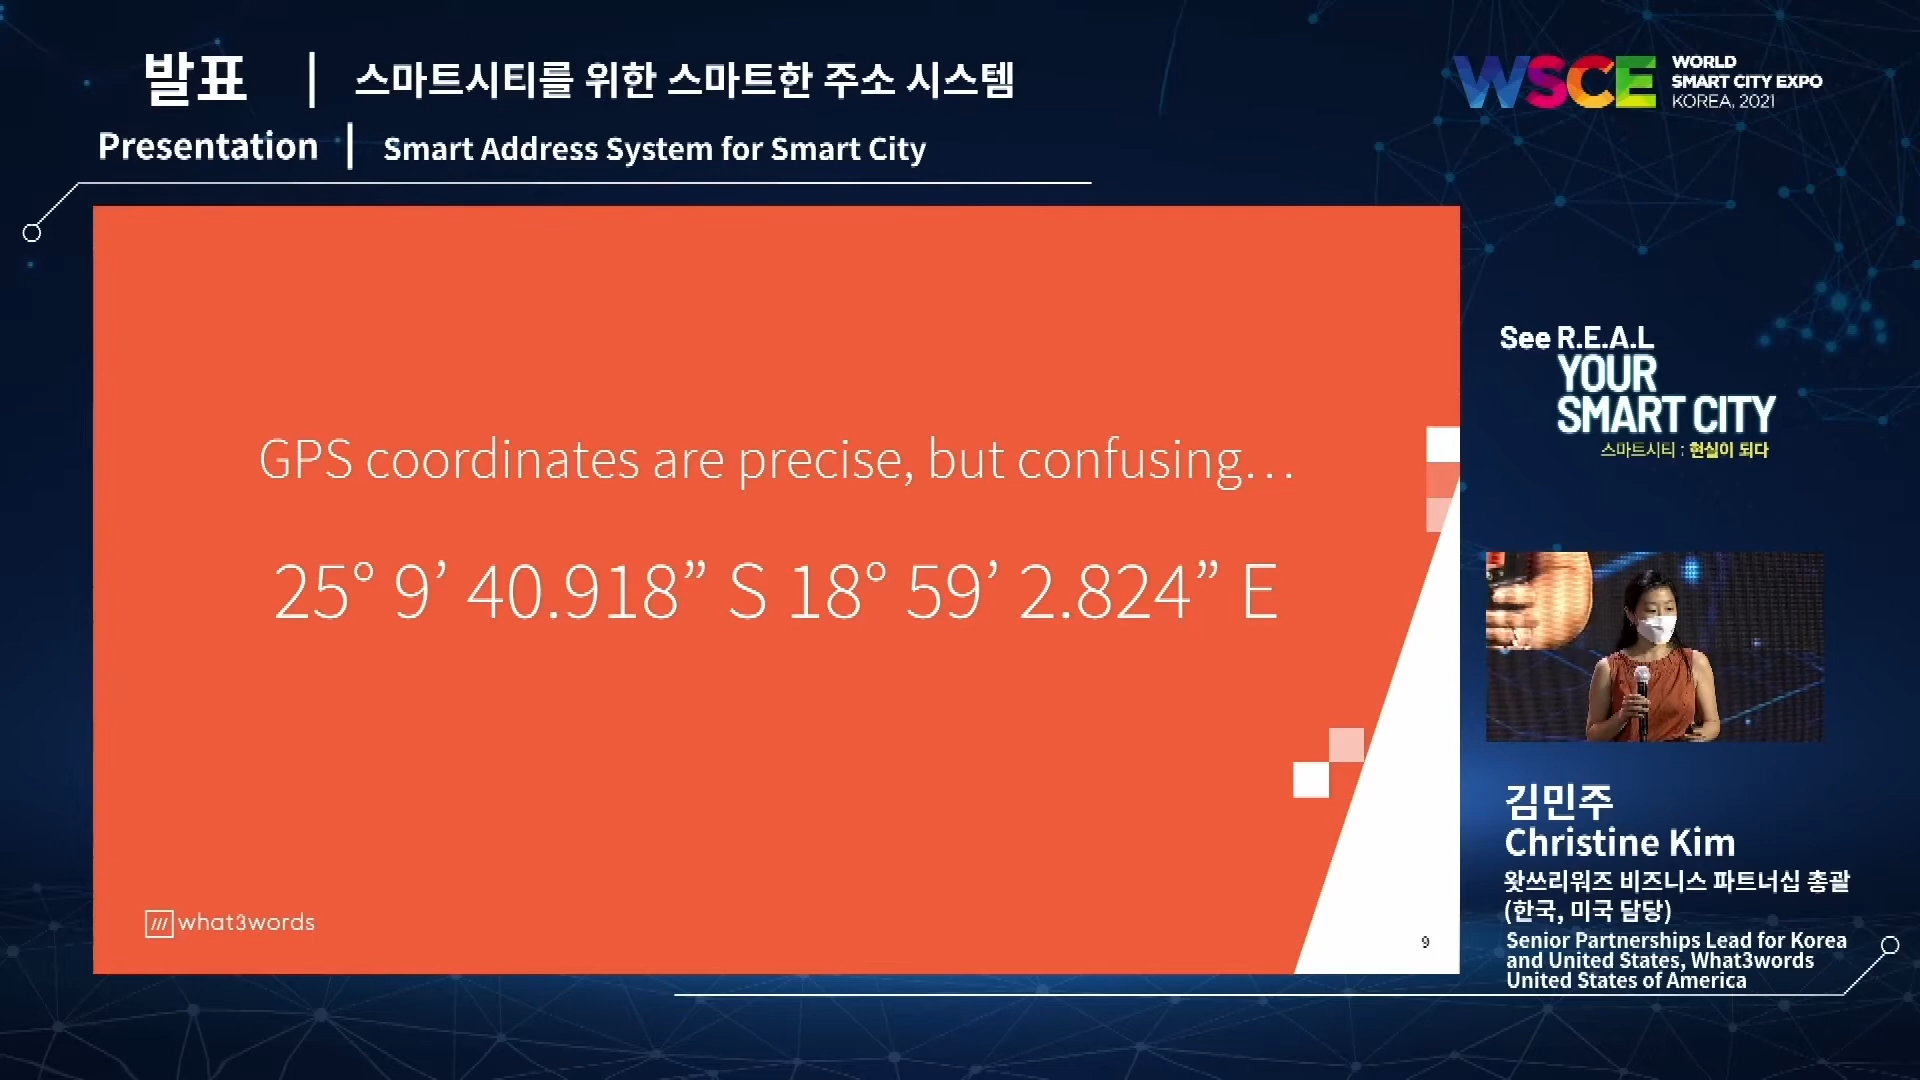 발표 | 스마트시티를 위한 스마트한 주소 시스템
Presentation | Smart Address System for Smart City
WSCE WORLD
SMART CITY EXPO
KOREA, 2021
GPS coordinates are precise, but confusing…
25° 9’ 40.918” S 18° 59’ 2.824” E
/// what3words
9
See R.E.A.L
YOUR
SMART CITY
스마트시티 : 현실이 되다
김민주
Christine Kim
왓쓰리워즈 비즈니스 파트너십 총괄
(한국, 미국 담당)
Senior Partnerships Lead for Korea
and United States, What3words
United States of America